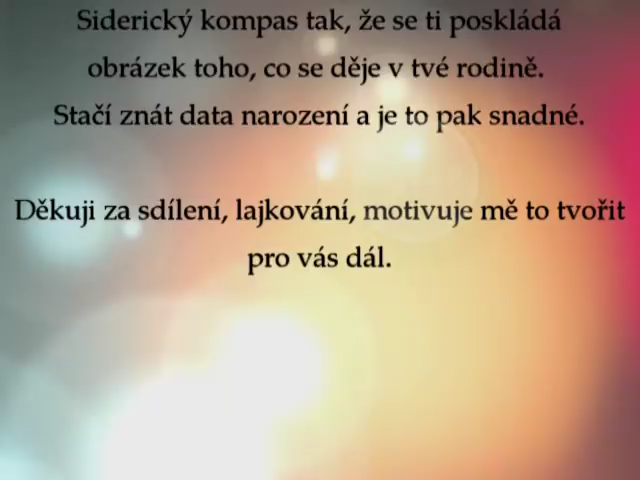 Siderický kompas tak, že se ti poskládá
obrázek toho, co se děje v tvé rodině.
Stačí znát data narození a je to pak snadné.
Děkuji za sdílení, lajkování, motivuje mě to tvořit
pro vás dál.